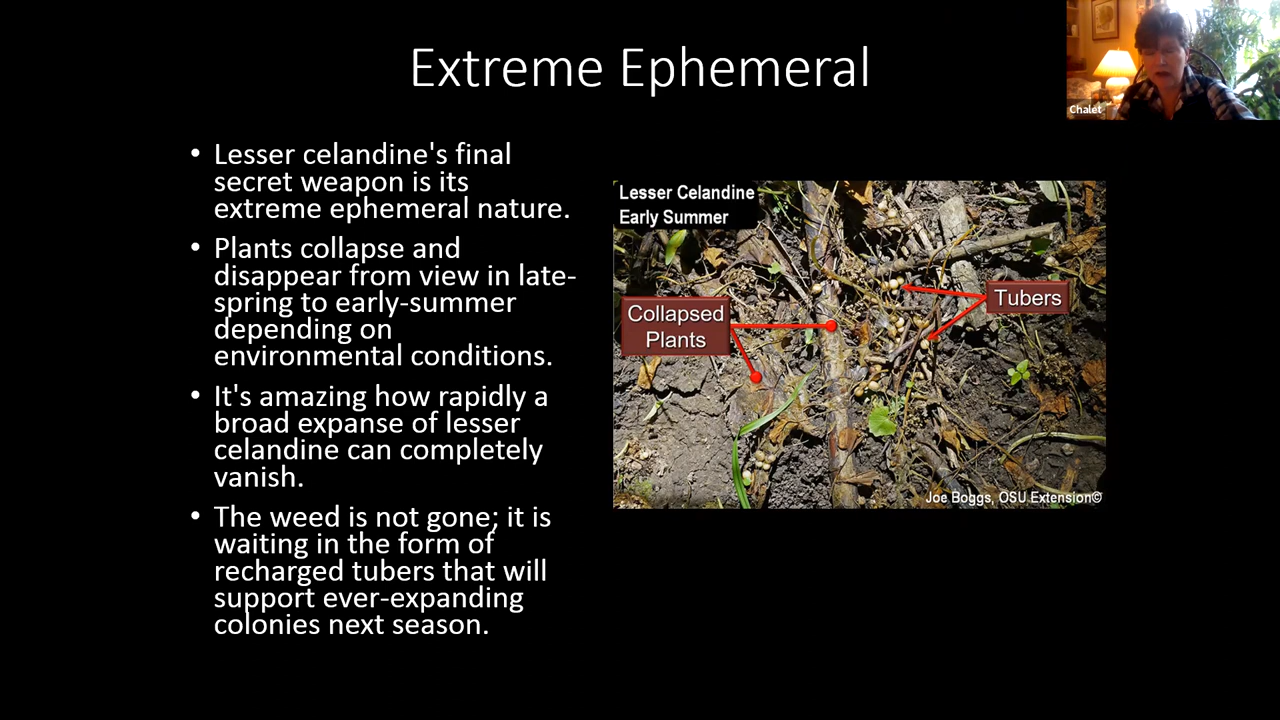 Extreme Ephemeral
Chalet
• Lesser celandine's final
secret weapon is its
extreme ephemeral nature.
• Plants collapse and
disappear from view in late-
spring to early-summer
depending on
environmental conditions.
• It's amazing how rapidly a
broad expanse of lesser
celandine can completely
vanish.
• The weed is not gone; it is
waiting in the form of
recharged tubers that will
support ever-expanding
colonies next season.
Lesser Celandine
Early Summer
Collapsed
Plants
Tubers
Joe Boggs, OSU Extension©